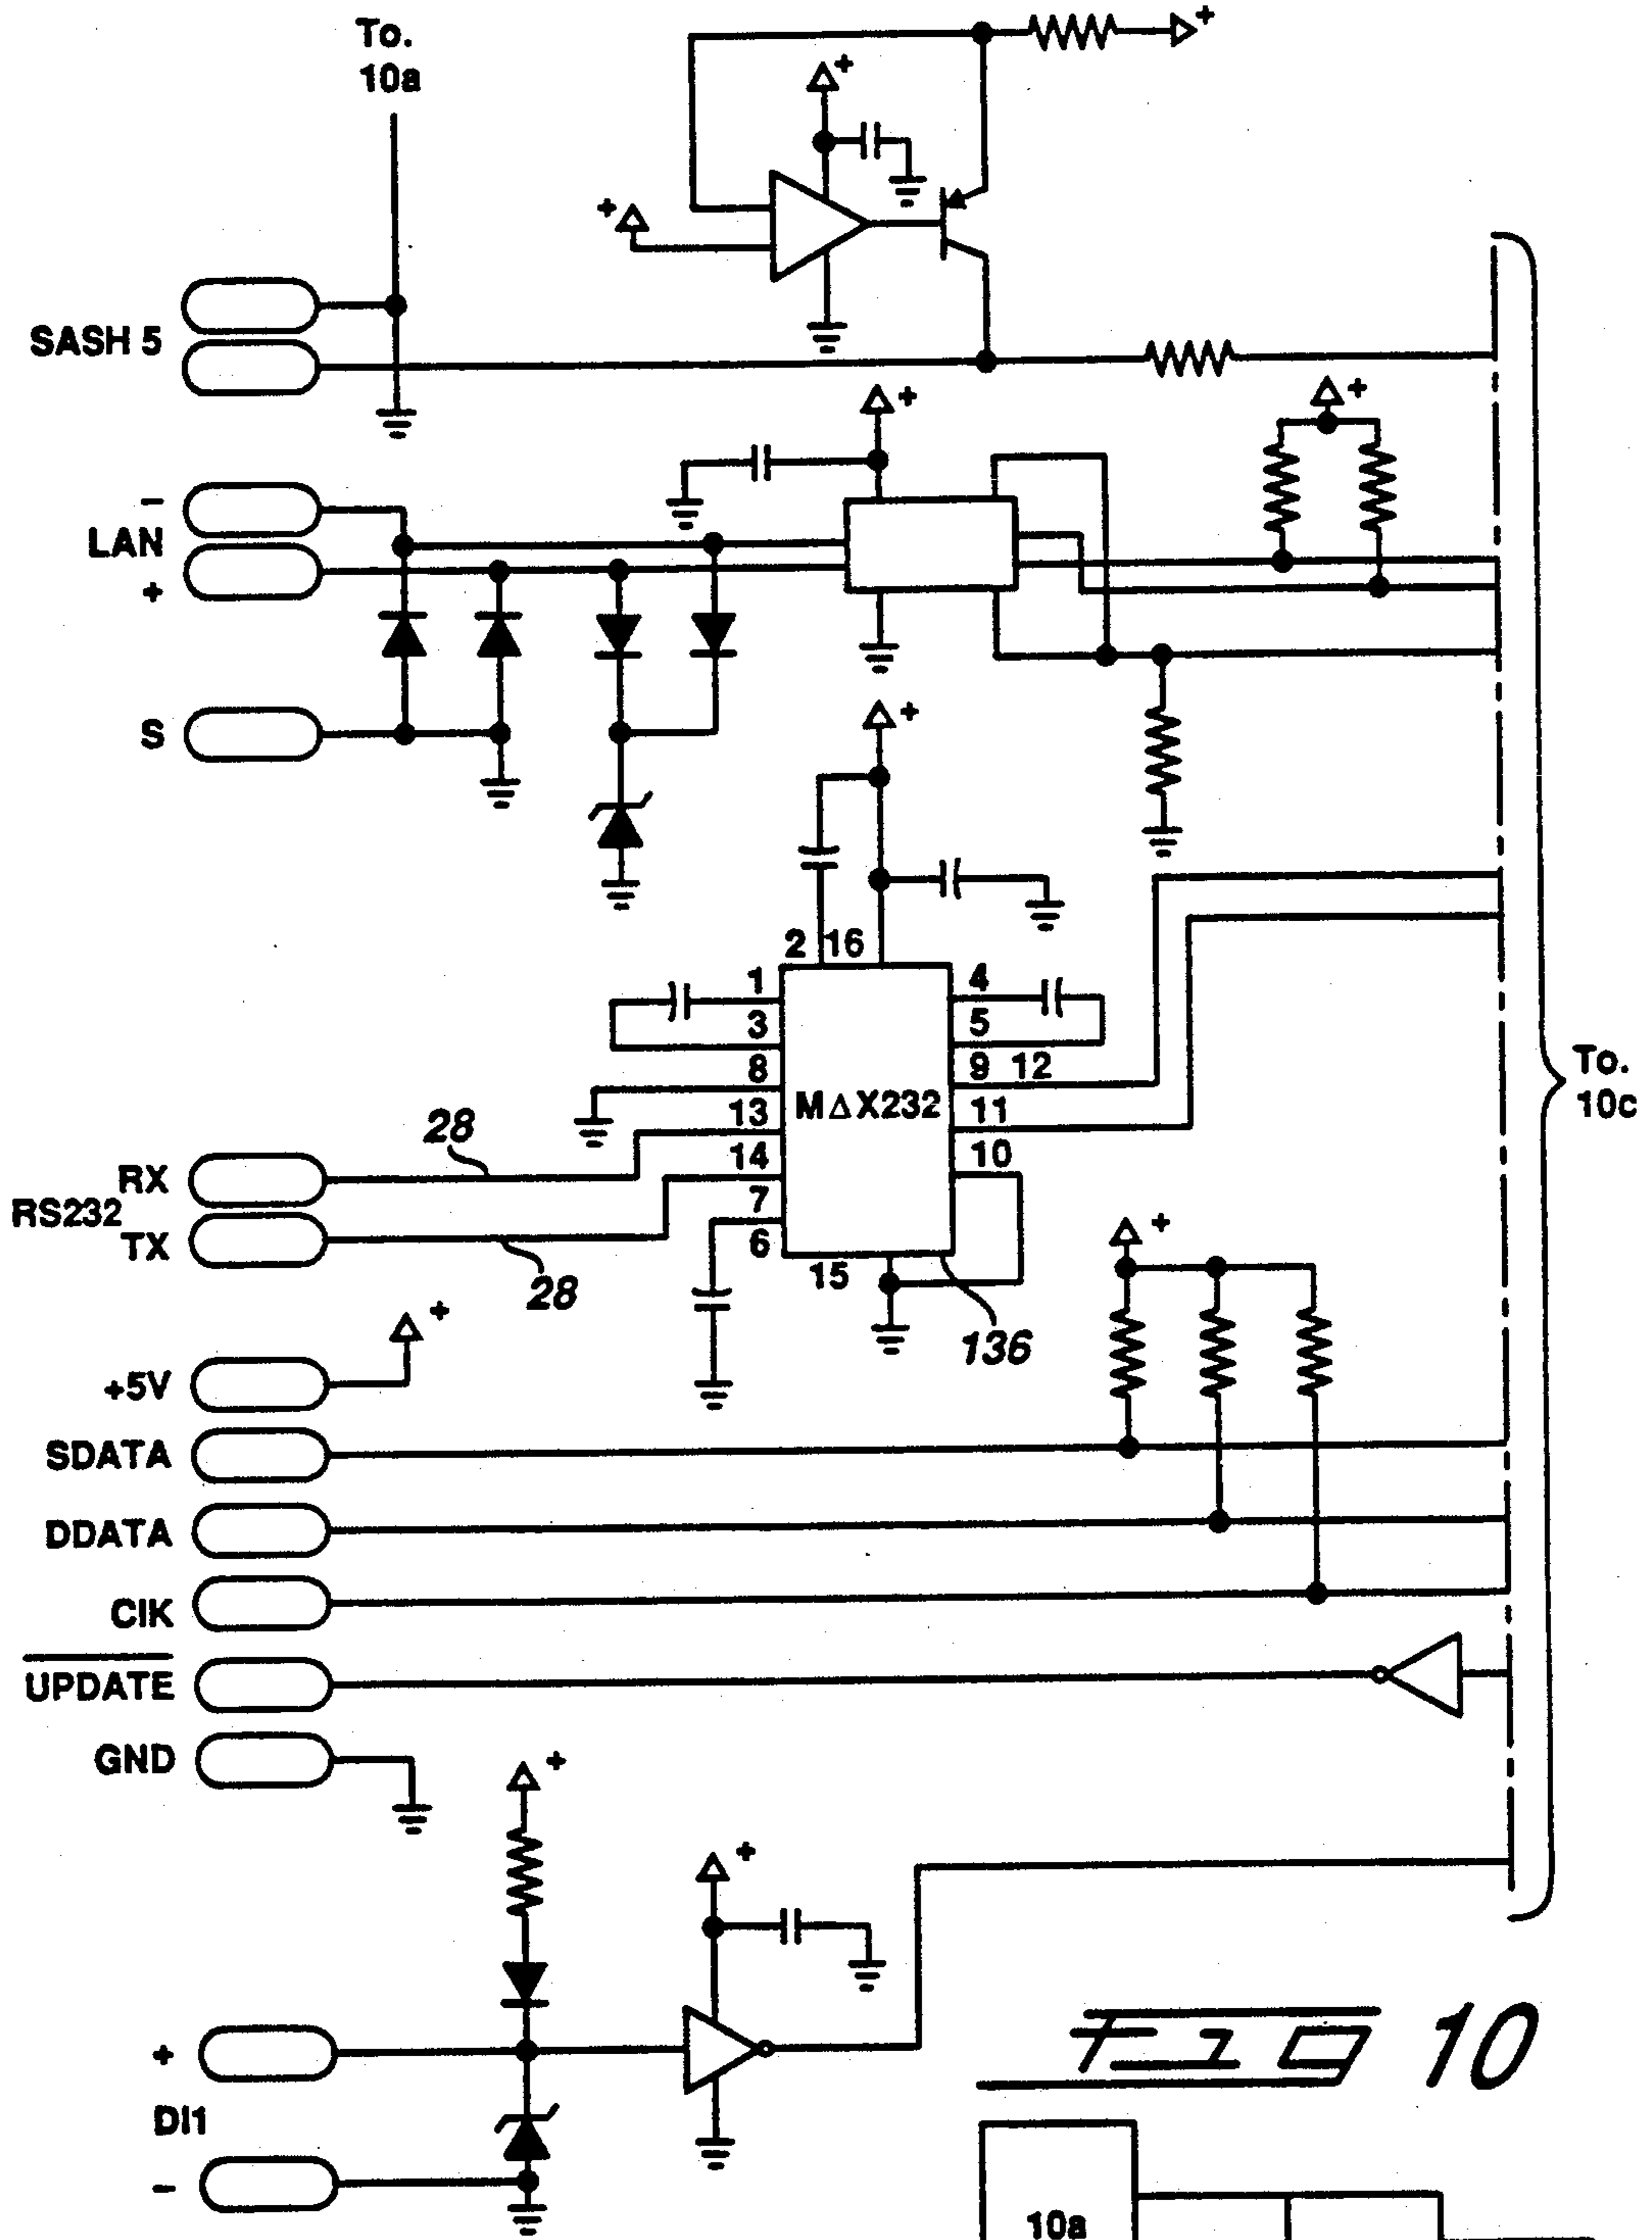 To.
10a
+
+
+
SASH 5
+
+
−
LAN
+
S
+
2 16
1
3
8
13
14
7
6
15
4
5
9 12
11
10
MΔX232
To.
10c
28
RX
RS232
TX
28
136
+
+
+5V
SDATA
DDATA
CIK
UPDATE
GND
+
+
+
DI1
−
Fig 10
10a